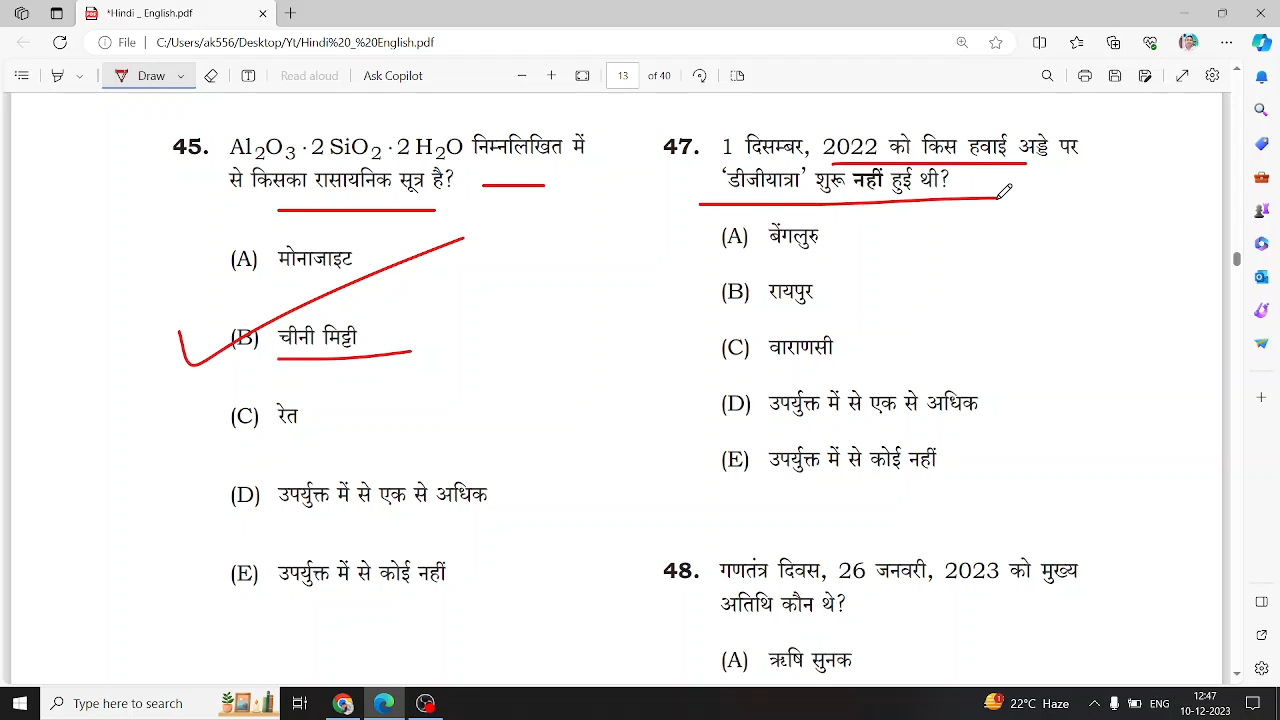 *Hindi _ English.pdf
File
C:/Users/ak556/Desktop/Yt/Hindi%20_%20English.pdf
Draw
Read aloud
Ask Copilot
13
of 40
45. Al2O3 · 2 SiO2 · 2 H2O निम्नलिखित में
से किसका रासायनिक सूत्र है?
(A) मोनाजाइट
(B) चीनी मिट्टी
(C) रेत
(D) उपर्युक्त में से एक से अधिक
(E) उपर्युक्त में से कोई नहीं
47. 1 दिसम्बर, 2022 को किस हवाई अड्डे पर
‘डीजीयात्रा’ शुरू नहीं हुई थी?
(A) बेंगलुरु
(B) रायपुर
(C) वाराणसी
(D) उपर्युक्त में से एक से अधिक
(E) उपर्युक्त में से कोई नहीं
48. गणतंत्र दिवस, 26 जनवरी, 2023 को मुख्य
अतिथि कौन थे?
(A) ऋषि सुनक
Type here to search
22°C Haze
ENG
12:47
10-12-2023